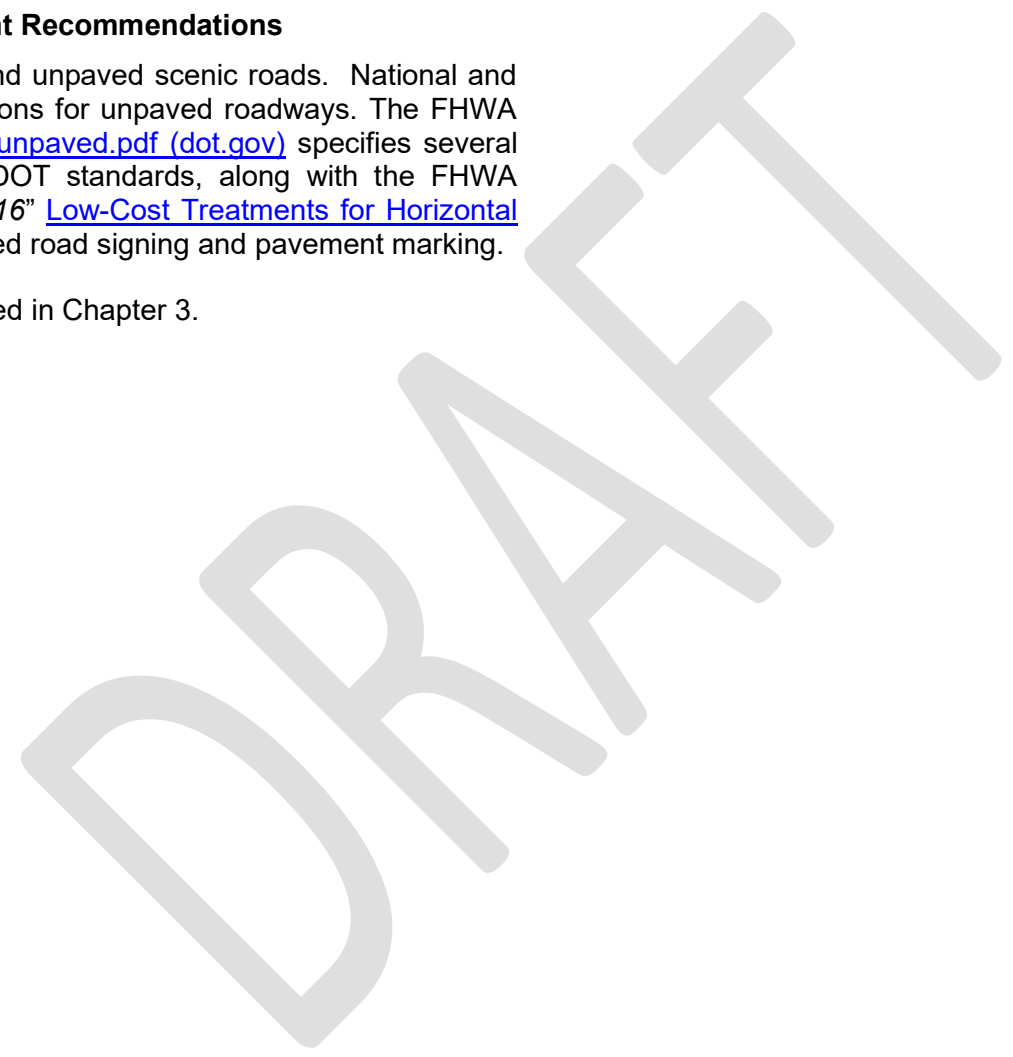 nt Recommendations
nd unpaved scenic roads. National and
ons for unpaved roadways. The FHWA
unpaved.pdf (dot.gov) specifies several
DOT standards, along with the FHWA
16” Low-Cost Treatments for Horizontal
ed road signing and pavement marking.
ed in Chapter 3.
DRAFT